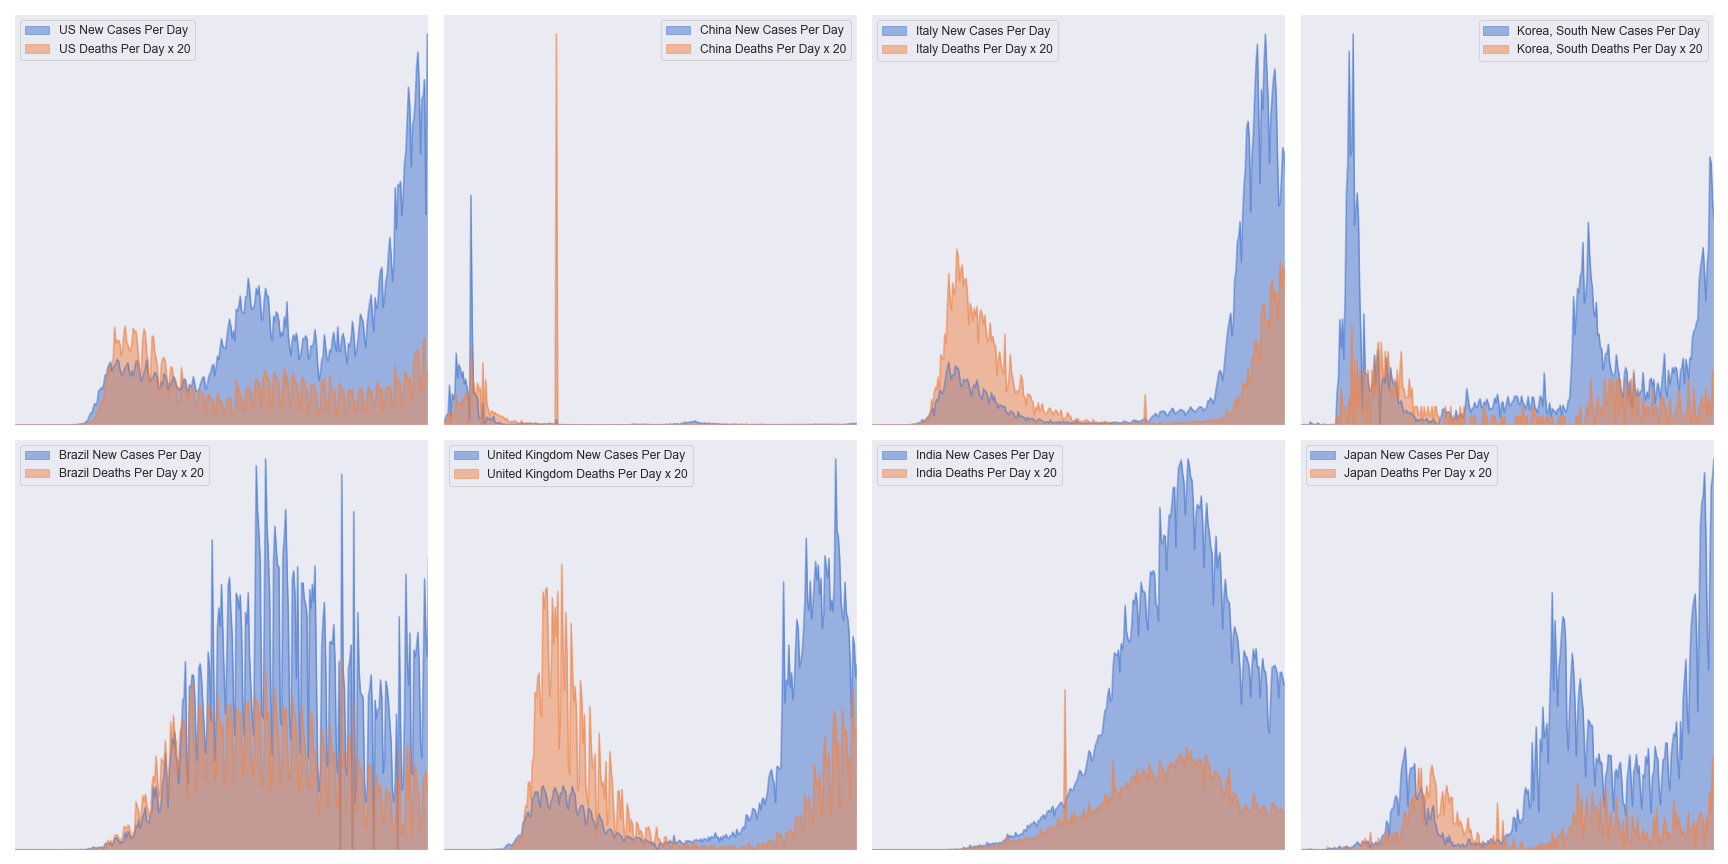 US New Cases Per Day
US Deaths Per Day x 20
China New Cases Per Day
China Deaths Per Day x 20
Italy New Cases Per Day
Italy Deaths Per Day x 20
Korea, South New Cases Per Day
Korea, South Deaths Per Day x 20
Brazil New Cases Per Day
Brazil Deaths Per Day x 20
United Kingdom New Cases Per Day
United Kingdom Deaths Per Day x 20
India New Cases Per Day
India Deaths Per Day x 20
Japan New Cases Per Day
Japan Deaths Per Day x 20